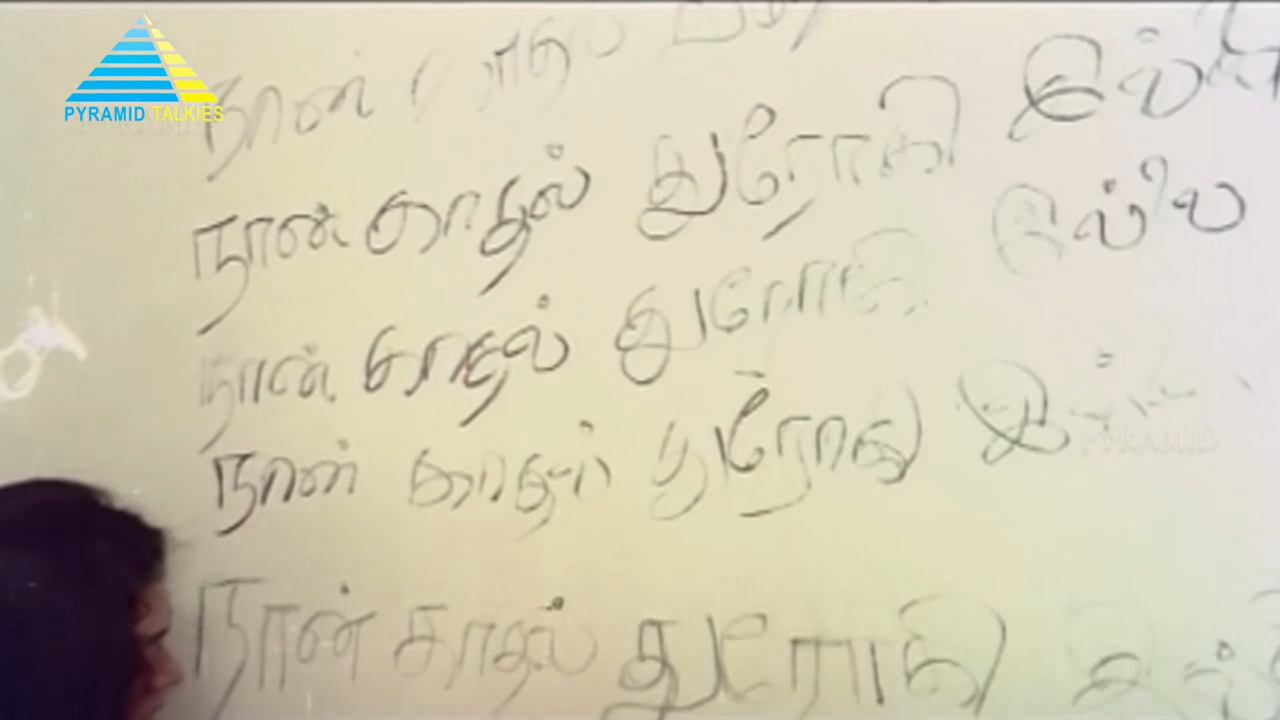 PYRAMID TALKIES
நான் காதல்
நான் காதல் துரோகி
நான் காதல் துரோகி இல்ல
நான் காதல் துரோகி
நான் காதல் துரோகி